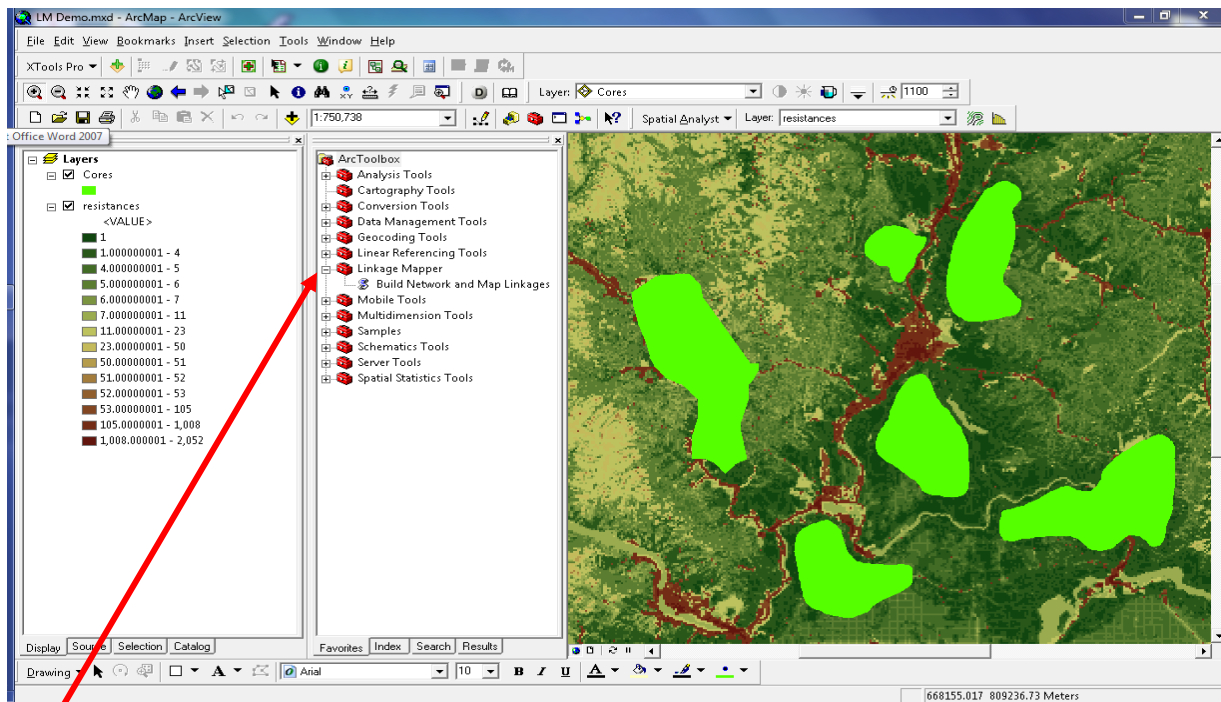 LM Demo.mxd - ArcMap - ArcView
File Edit View Bookmarks Insert Selection Tools Window Help
XTools Pro
Layer: Cores 1100
1:750,738 Spatial Analyst Layer: resistances
: Office Word 2007
Layers
Cores
resistances
<VALUE>
1
1.000000001 - 4
4.000000001 - 5
5.000000001 - 6
6.000000001 - 7
7.000000001 - 11
11.00000001 - 23
23.00000001 - 50
50.00000001 - 51
51.00000001 - 52
52.00000001 - 53
53.00000001 - 105
105.0000001 - 1,008
1,008.000001 - 2,052
Display Source Selection Catalog
ArcToolbox
Analysis Tools
Cartography Tools
Conversion Tools
Data Management Tools
Geocoding Tools
Linear Referencing Tools
Linkage Mapper
Build Network and Map Linkages
Mobile Tools
Multidimension Tools
Samples
Schematics Tools
Server Tools
Spatial Statistics Tools
Favorites Index Search Results
Drawing A Arial 10 B I U A
668155.017 809236.73 Meters